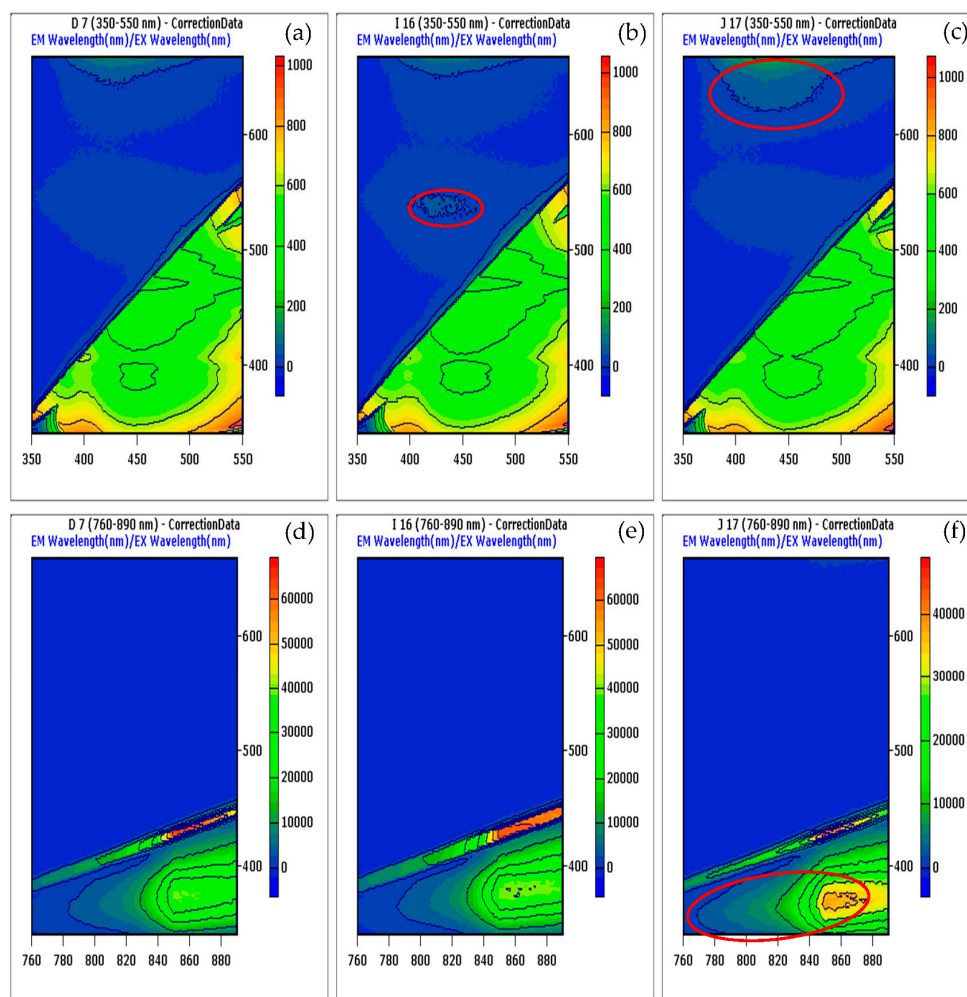 D 7 (350-550 nm) - CorrectionData
(a)
EM Wavelength(nm)/EX Wavelength(nm)
1000
800
600
400
200
0
600
500
400
350 400 450 500 550
I 16 (350-550 nm) - CorrectionData
(b)
EM Wavelength(nm)/EX Wavelength(nm)
1000
800
600
400
200
0
600
500
400
350 400 450 500 550
J 17 (350-550 nm) - CorrectionData
(c)
EM Wavelength(nm)/EX Wavelength(nm)
1000
800
600
400
200
0
600
500
400
350 400 450 500 550
D 7 (760-890 nm) - CorrectionData
(d)
EM Wavelength(nm)/EX Wavelength(nm)
60000
50000
40000
30000
20000
10000
0
600
500
400
760 780 800 820 840 860 880
I 16 (760-890 nm) - CorrectionData
(e)
EM Wavelength(nm)/EX Wavelength(nm)
60000
50000
40000
30000
20000
10000
0
600
500
400
760 780 800 820 840 860 880
J 17 (760-890 nm) - CorrectionData
(f)
EM Wavelength(nm)/EX Wavelength(nm)
40000
30000
20000
10000
0
600
500
400
760 780 800 820 840 860 880